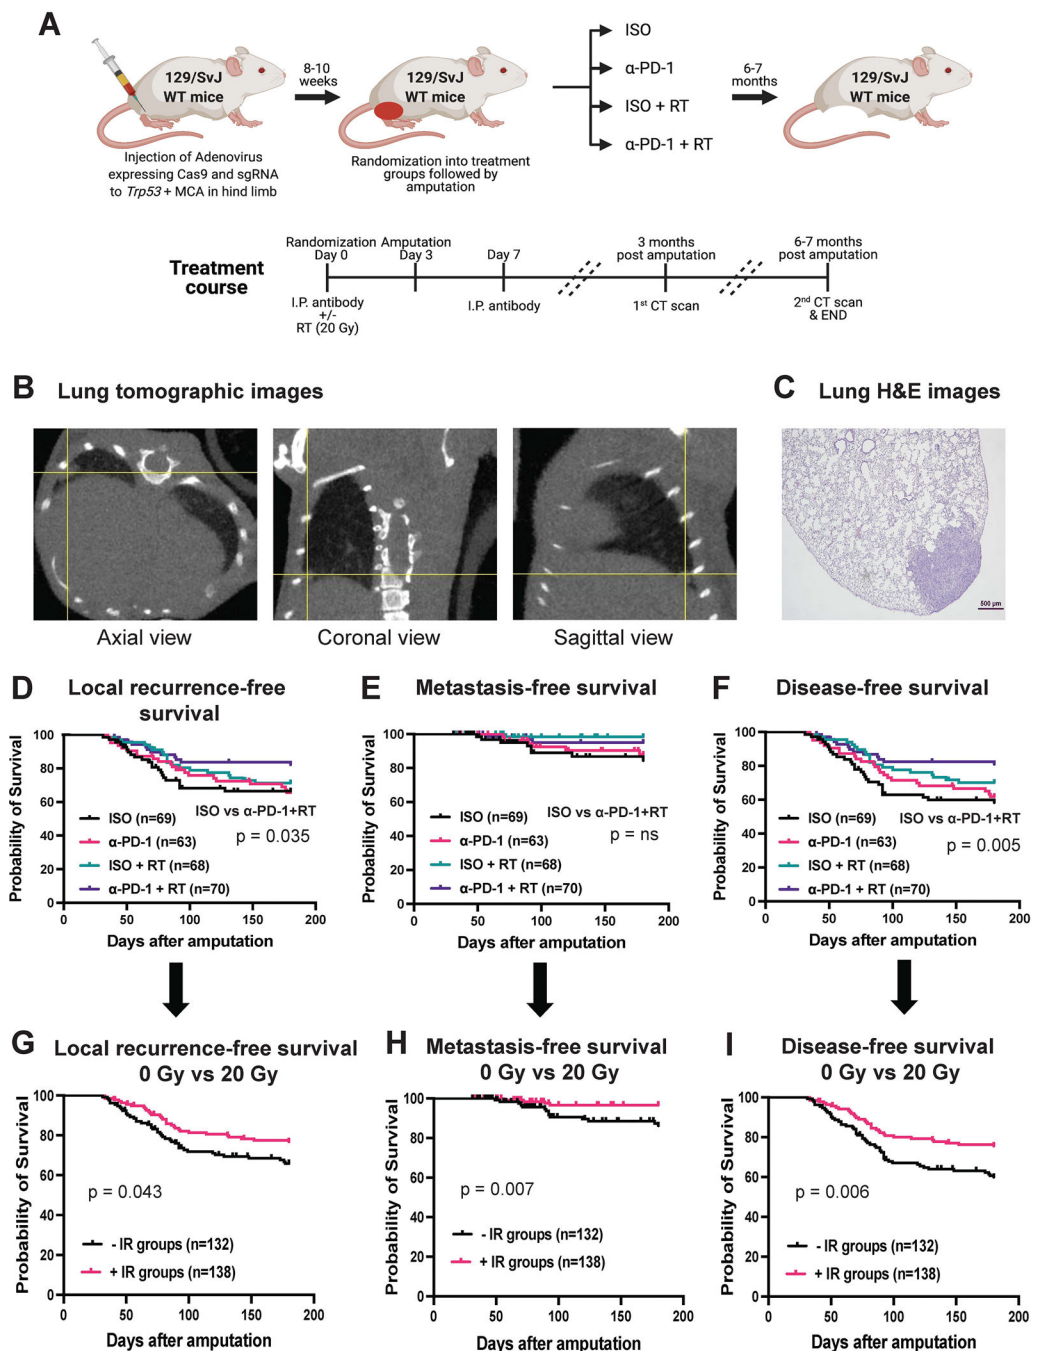 A
129/SvJ
WT mice
8-10
weeks
129/SvJ
WT mice
ISO
α-PD-1
ISO + RT
α-PD-1 + RT
6-7
months
129/SvJ
WT mice
Injection of Adenovirus
expressing Cas9 and sgRNA
to Trp53 + MCA in hind limb
Randomization into treatment
groups followed by
amputation
Treatment
course
Randomization
Day 0
Amputation
Day 3
Day 7
3 months
post amputation
6-7 months
post amputation
I.P. antibody
+/-
RT (20 Gy)
I.P. antibody
1st CT scan
2nd CT scan
& END
B Lung tomographic images
Axial view
Coronal view
Sagittal view
C Lung H&E images
500 µm
D Local recurrence-free
survival
Probability of Survival
100
80
60
40
20
0
ISO (n=69)
α-PD-1 (n=63)
ISO + RT (n=68)
α-PD-1 + RT (n=70)
ISO vs α-PD-1+RT
p = 0.035
0 50 100 150 200
Days after amputation
E Metastasis-free survival
Probability of Survival
100
80
60
40
20
0
ISO (n=69)
α-PD-1 (n=63)
ISO + RT (n=68)
α-PD-1 + RT (n=70)
ISO vs α-PD-1+RT
p = ns
0 50 100 150 200
Days after amputation
F Disease-free survival
Probability of Survival
100
80
60
40
20
0
ISO (n=69)
α-PD-1 (n=63)
ISO + RT (n=68)
α-PD-1 + RT (n=70)
ISO vs α-PD-1+RT
p = 0.005
0 50 100 150 200
Days after amputation
G Local recurrence-free survival
0 Gy vs 20 Gy
Probability of Survival
100
80
60
40
20
0
p = 0.043
- IR groups (n=132)
+ IR groups (n=138)
0 50 100 150 200
Days after amputation
H Metastasis-free survival
0 Gy vs 20 Gy
Probability of Survival
100
80
60
40
20
0
p = 0.007
- IR groups (n=132)
+ IR groups (n=138)
0 50 100 150 200
Days after amputation
I Disease-free survival
0 Gy vs 20 Gy
Probability of Survival
100
80
60
40
20
0
p = 0.006
- IR groups (n=132)
+ IR groups (n=138)
0 50 100 150 200
Days after amputation